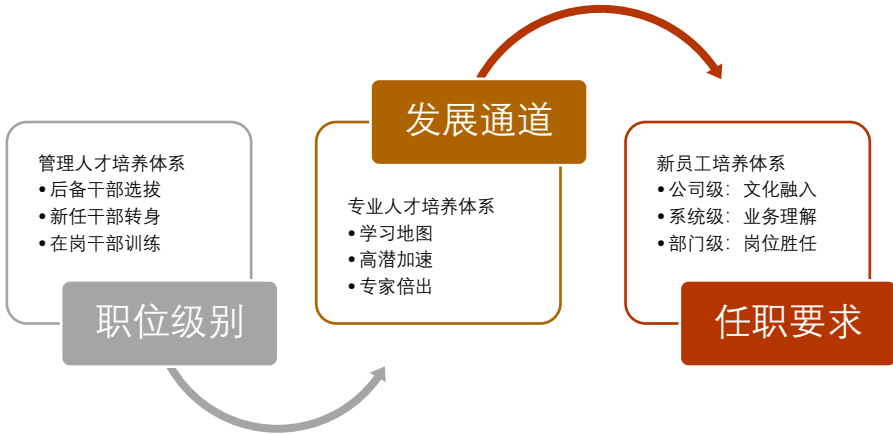 管理人才培养体系
•后备干部选拔
•新任干部转身
•在岗干部训练
职位级别
发展通道
专业人才培养体系
•学习地图
•高潜加速
•专家倍出
新员工培养体系
•公司级：文化融入
•系统级：业务理解
•部门级：岗位胜任
任职要求